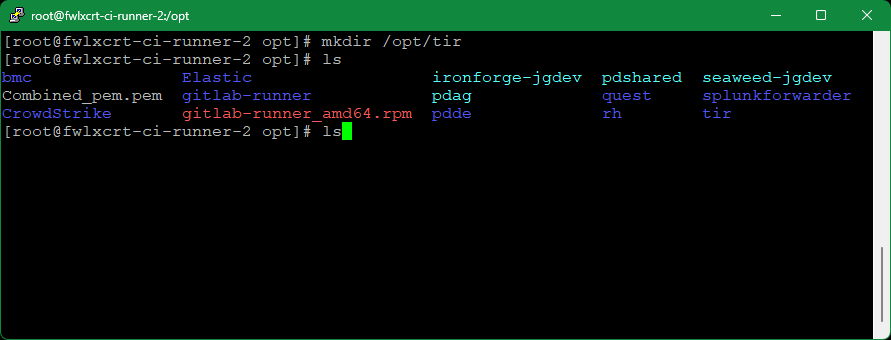 root@fwlxcrt-ci-runner-2:/opt
[root@fwlxcrt-ci-runner-2 opt]# mkdir /opt/tir
[root@fwlxcrt-ci-runner-2 opt]# ls
bmc Elastic ironforge-jgdev pdshared seaweed-jgdev
Combined_pem.pem gitlab-runner pdag quest splunkforwarder
CrowdStrike gitlab-runner_amd64.rpm pdde rh tir
[root@fwlxcrt-ci-runner-2 opt]# ls